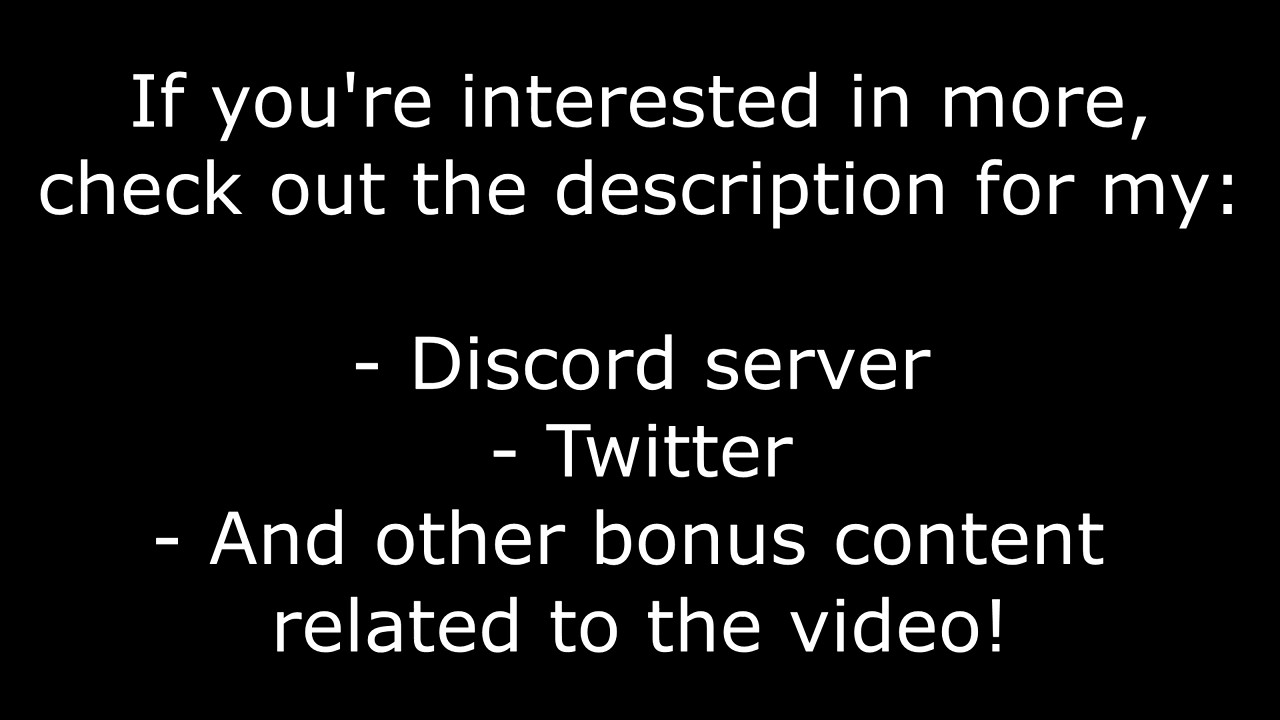 If you're interested in more,
check out the description for my:
- Discord server
- Twitter
- And other bonus content
related to the video!